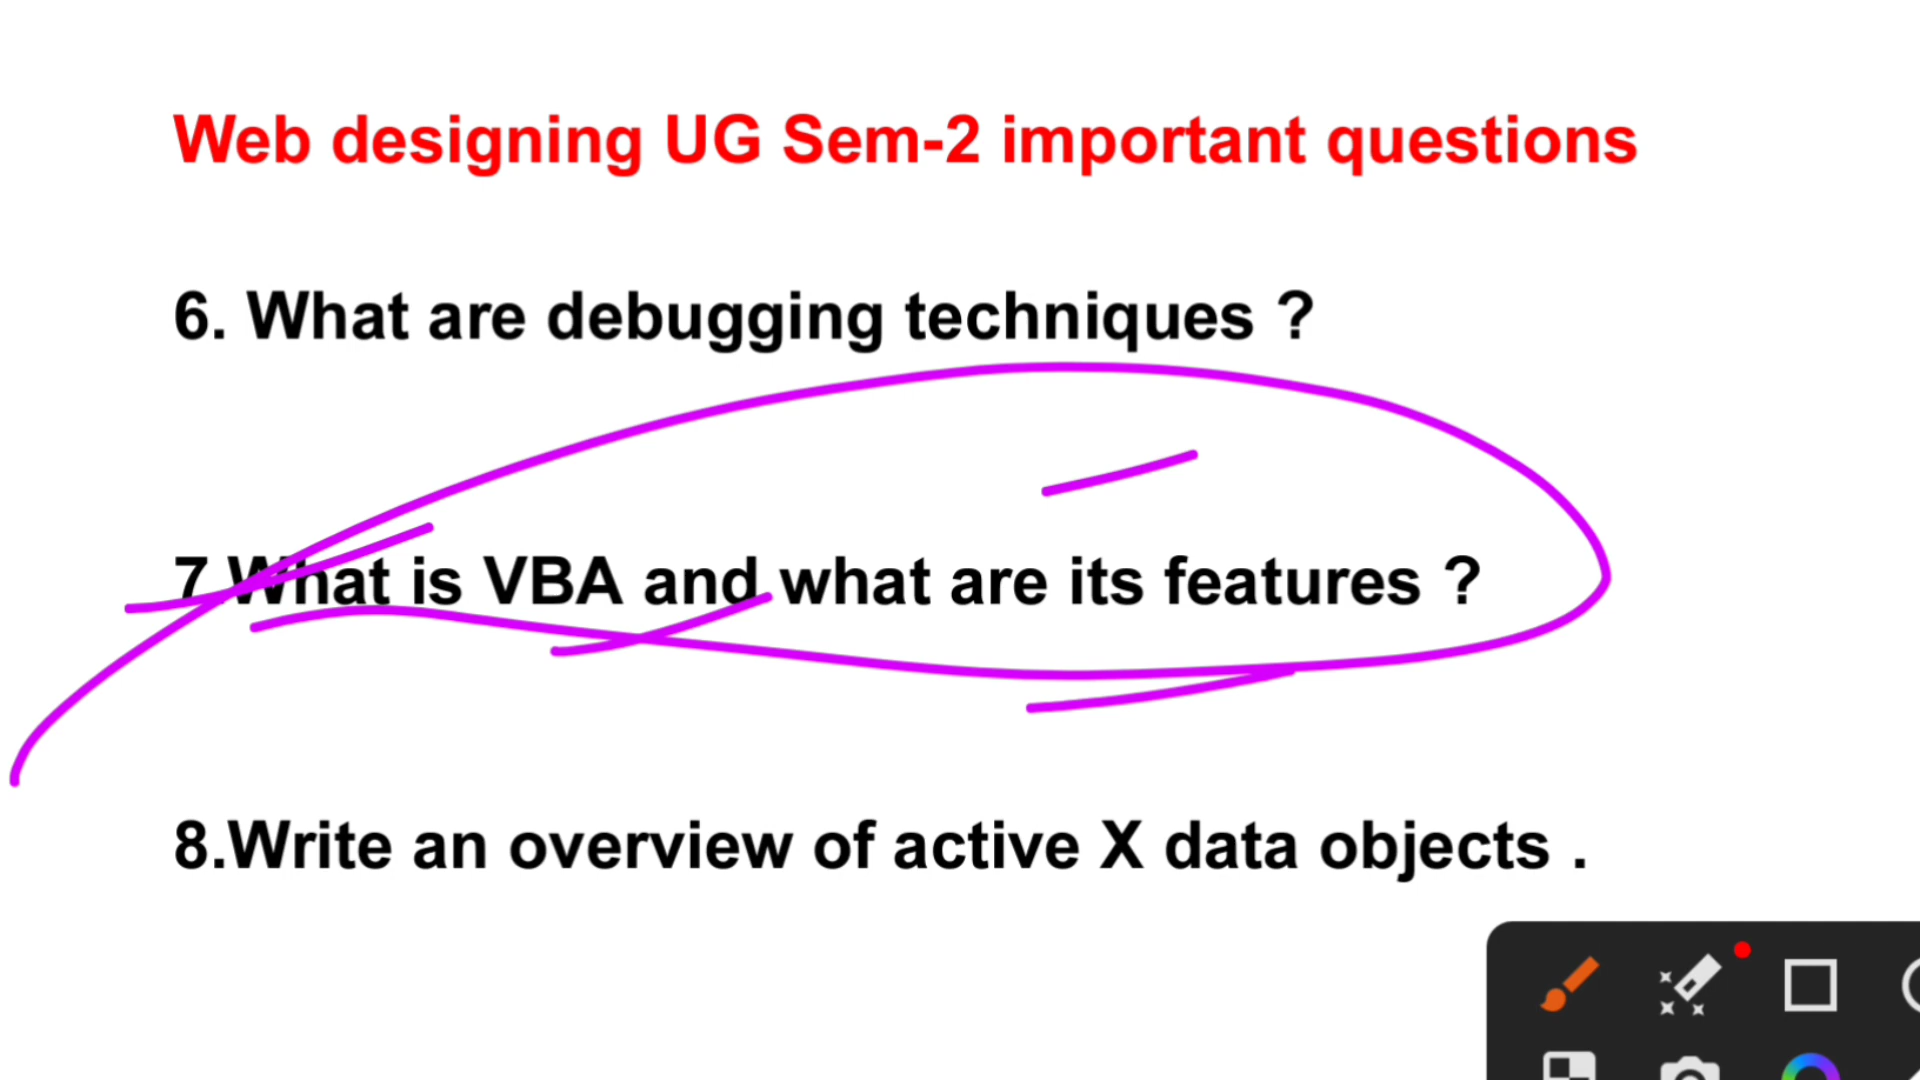 Web designing UG Sem-2 important questions
6. What are debugging techniques ?
7.What is VBA and what are its features ?
8.Write an overview of active X data objects .